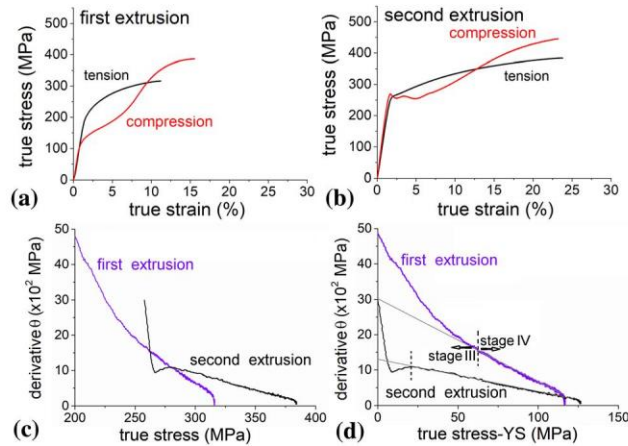 first extrusion
tension
compression
true stress (MPa)
500
400
300
200
100
0
0 5 10 15 20 25 30
true strain (%)
(a)
second extrusion
compression
tension
true stress (MPa)
500
400
300
200
100
0
0 5 10 15 20 25 30
true strain (%)
(b)
derivative θ (x10² MPa)
50
40
30
20
10
0
first extrusion
second extrusion
200 250 300 350 400
true stress (MPa)
(c)
derivative θ (x10² MPa)
50
40
30
20
10
0
first extrusion
stage III
stage IV
second extrusion
0 50 100 150
true stress-YS (MPa)
(d)